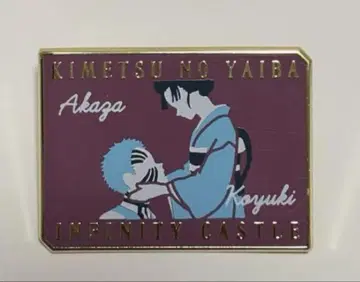 KIMETSU NO YAIBA
Akaza
Koyuki
INFINITY CASTLE